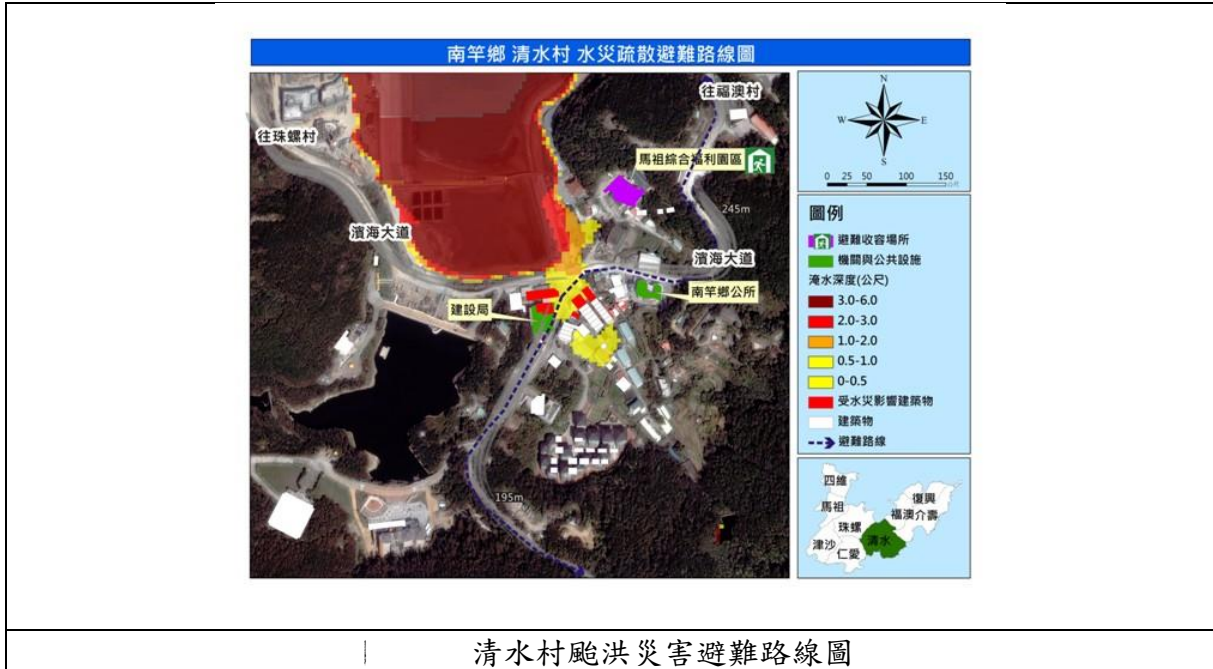 南竿鄉 清水村 水災疏散避難路線圖
往福澳村
往珠螺村
馬祖綜合福利園區
245m
濱海大道
濱海大道
南竿鄉公所
建設局
195m
N
W
E
S
0 25 50 100 150
圖例
避難收容場所
機關與公共設施
淹水深度(公尺)
3.0-6.0
2.0-3.0
1.0-2.0
0.5-1.0
0-0.5
受水災影響建築物
建築物
避難路線
四維
馬祖
珠螺
津沙
仁愛
清水
復興
福澳
介壽
清水村颱洪災害避難路線圖